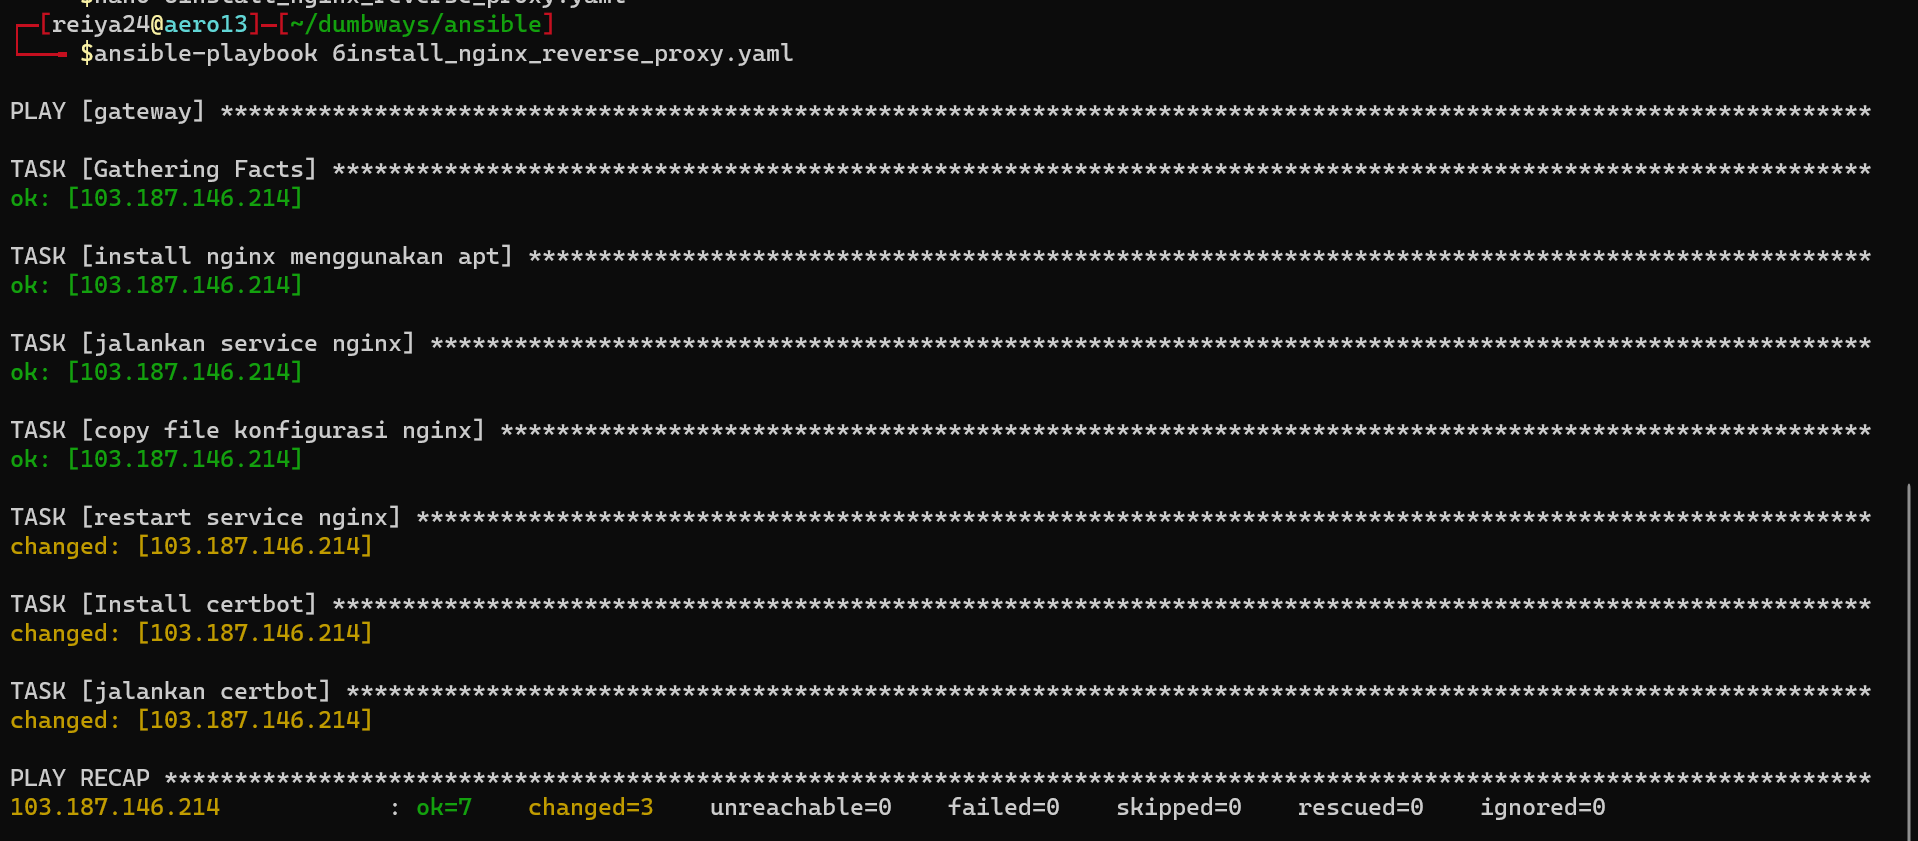 $nano 6install_nginx_reverse_proxy.yaml
[reiya24@aero13]─[~/dumbways/ansible]
$ansible-playbook 6install_nginx_reverse_proxy.yaml
PLAY [gateway] **********************************************************************************************************************
TASK [Gathering Facts] **************************************************************************************************************
ok: [103.187.146.214]
TASK [install nginx menggunakan apt] ************************************************************************************************
ok: [103.187.146.214]
TASK [jalankan service nginx] *******************************************************************************************************
ok: [103.187.146.214]
TASK [copy file konfigurasi nginx] **************************************************************************************************
ok: [103.187.146.214]
TASK [restart service nginx] ********************************************************************************************************
changed: [103.187.146.214]
TASK [Install certbot] **************************************************************************************************************
changed: [103.187.146.214]
TASK [jalankan certbot] *************************************************************************************************************
changed: [103.187.146.214]
PLAY RECAP **************************************************************************************************************************
103.187.146.214            : ok=7    changed=3    unreachable=0    failed=0    skipped=0    rescued=0    ignored=0